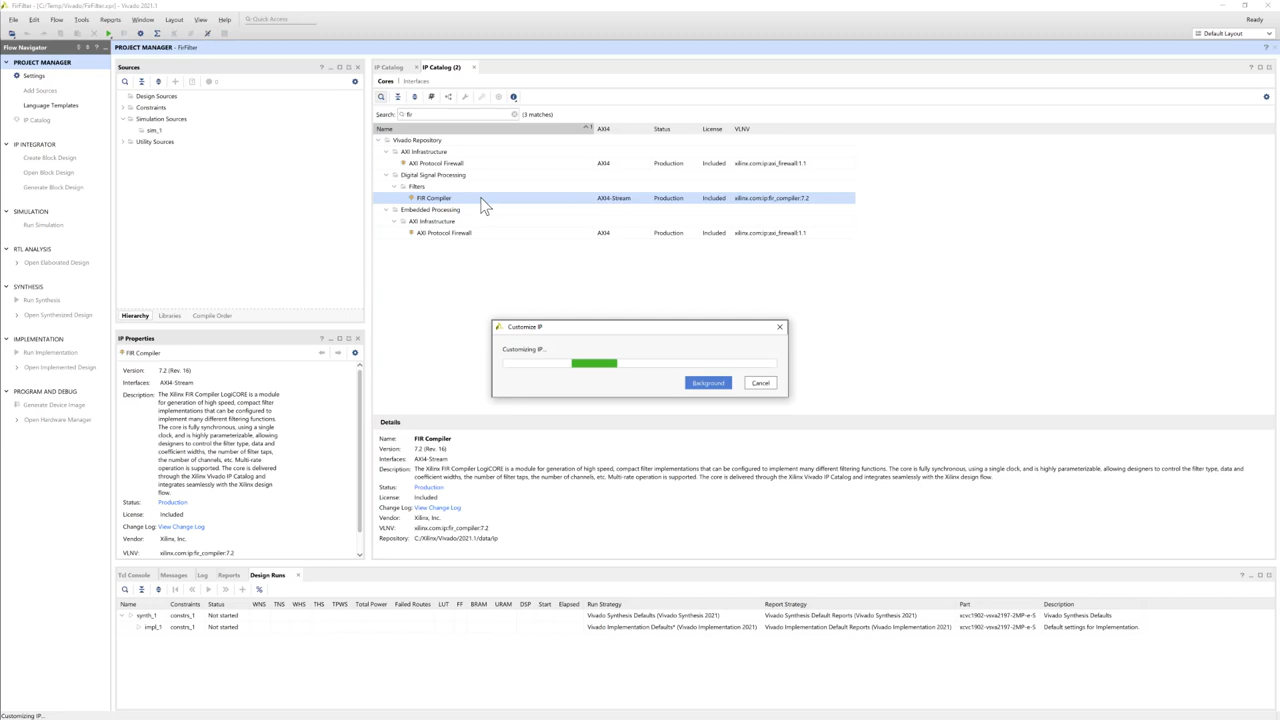 FirFilter - [C:/Temp/Vivado/FirFilter.xpr] - Vivado 2021.1
File Edit Flow Tools Reports Window Layout View Help Quick Access
Ready
Default Layout
Flow Navigator
PROJECT MANAGER - FirFilter
PROJECT MANAGER
Settings
Add Sources
Language Templates
IP Catalog
IP INTEGRATOR
Create Block Design
Open Block Design
Generate Block Design
SIMULATION
Run Simulation
RTL ANALYSIS
Open Elaborated Design
SYNTHESIS
Run Synthesis
Open Synthesized Design
IMPLEMENTATION
Run Implementation
Open Implemented Design
PROGRAM AND DEBUG
Generate Device Image
Open Hardware Manager
Sources
0
Design Sources
Constraints
Simulation Sources
sim_1
Utility Sources
Hierarchy Libraries Compile Order
IP Properties
FIR Compiler
Version: 7.2 (Rev. 16)
Interfaces: AXI4-Stream
Description: The Xilinx FIR Compiler LogiCORE is a module
for generation of high speed, compact filter
implementations that can be configured to
implement many different filtering functions.
The core is fully synchronous, using a single
clock, and is highly parameterizable, allowing
designers to control the filter type, data and
coefficient widths, the number of filter taps,
the number of channels, etc. Multi-rate
operation is supported. The core is delivered
through the Xilinx Vivado IP Catalog and
integrates seamlessly with the Xilinx design
flow.
Status: Production
License: Included
Change Log: View Change Log
Vendor: Xilinx, Inc.
VLNV: xilinx.com:ip:fir_compiler:7.2
IP Catalog IP Catalog (2)
Cores | Interfaces
Search: fir (3 matches)
Name 1 AXI4 Status License VLNV
Vivado Repository
AXI Infrastructure
AXI Protocol Firewall AXI4 Production Included xilinx.com:ip:axi_firewall:1.1
Digital Signal Processing
Filters
FIR Compiler AXI4-Stream Production Included xilinx.com:ip:fir_compiler:7.2
Embedded Processing
AXI Infrastructure
AXI Protocol Firewall AXI4 Production Included xilinx.com:ip:axi_firewall:1.1
Customize IP
Customizing IP...
Background Cancel
Details
Name: FIR Compiler
Version: 7.2 (Rev. 16)
Interfaces: AXI4-Stream
Description: The Xilinx FIR Compiler LogiCORE is a module for generation of high speed, compact filter implementations that can be configured to implement many different filtering functions. The core is fully synchronous, using a single clock, and is highly parameterizable, allowing designers to control the filter type, data and
coefficient widths, the number of filter taps, the number of channels, etc. Multi-rate operation is supported. The core is delivered through the Xilinx Vivado IP Catalog and integrates seamlessly with the Xilinx design flow.
Status: Production
License: Included
Change Log: View Change Log
Vendor: Xilinx, Inc.
VLNV: xilinx.com:ip:fir_compiler:7.2
Repository: C:/Xilinx/Vivado/2021.1/data/ip
Tcl Console Messages Log Reports Design Runs
Name Constraints Status WNS TNS WHS THS TPWS Total Power Failed Routes LUT FF BRAM URAM DSP Start Elapsed Run Strategy Report Strategy Part Description
synth_1 constrs_1 Not started Vivado Synthesis Defaults (Vivado Synthesis 2021) Vivado Synthesis Default Reports (Vivado Synthesis 2021) xcvc1902-vsva2197-2MP-e-S Vivado Synthesis Defaults
impl_1 constrs_1 Not started Vivado Implementation Defaults* (Vivado Implementation 2021) Vivado Implementation Default Reports (Vivado Implementation 2021) xcvc1902-vsva2197-2MP-e-S Default settings for Implementation.
Customizing IP...